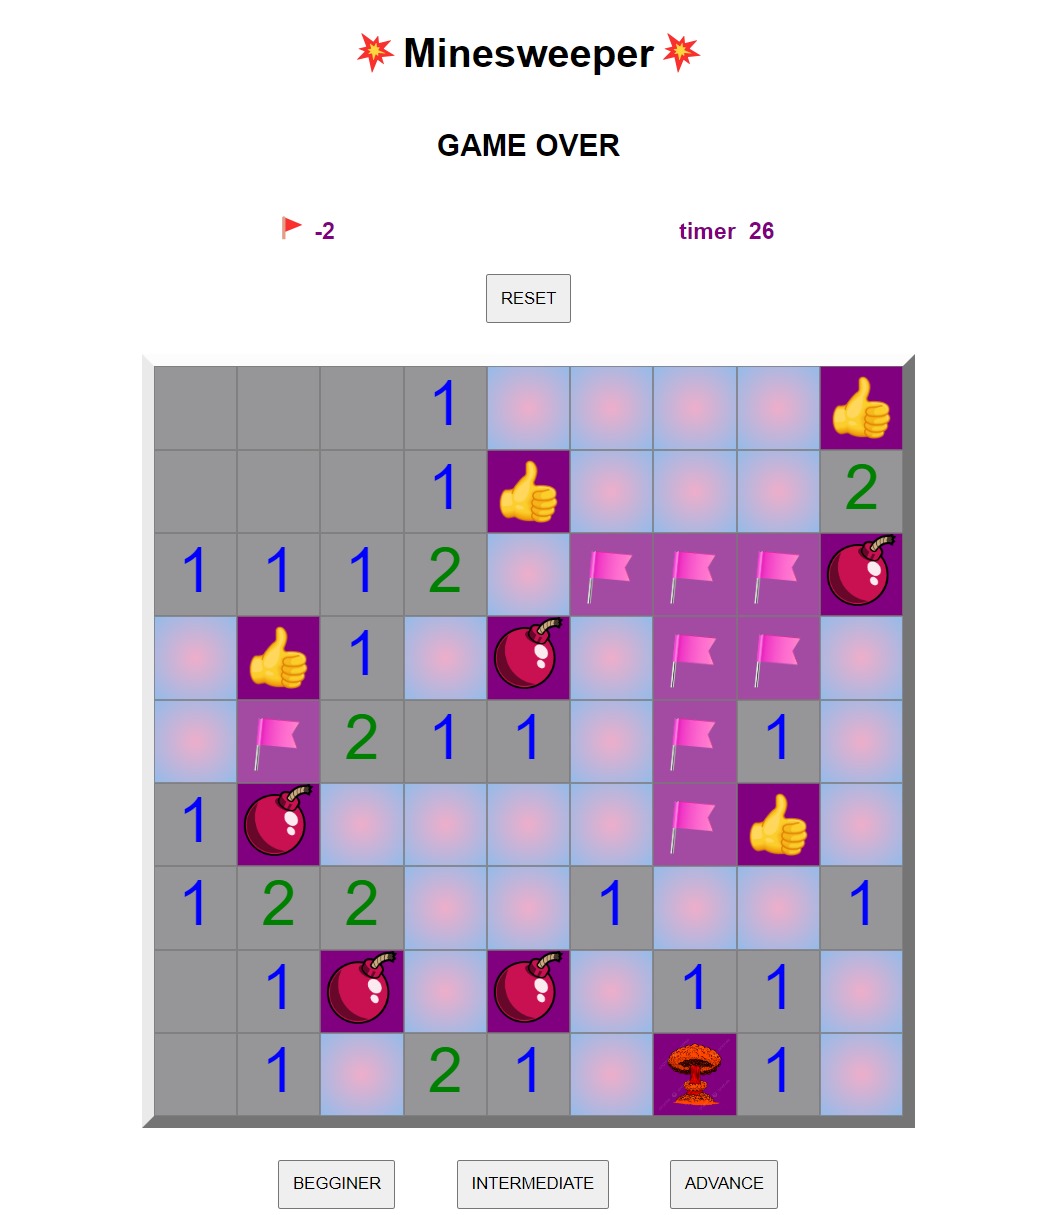 Minesweeper
GAME OVER
-2 timer 26
RESET
1
1 2
1 1 1 2
1
2 1 1 1
1
1 2 2 1 1
1 1 1
1 2 1 1
BEGGINER INTERMEDIATE ADVANCE